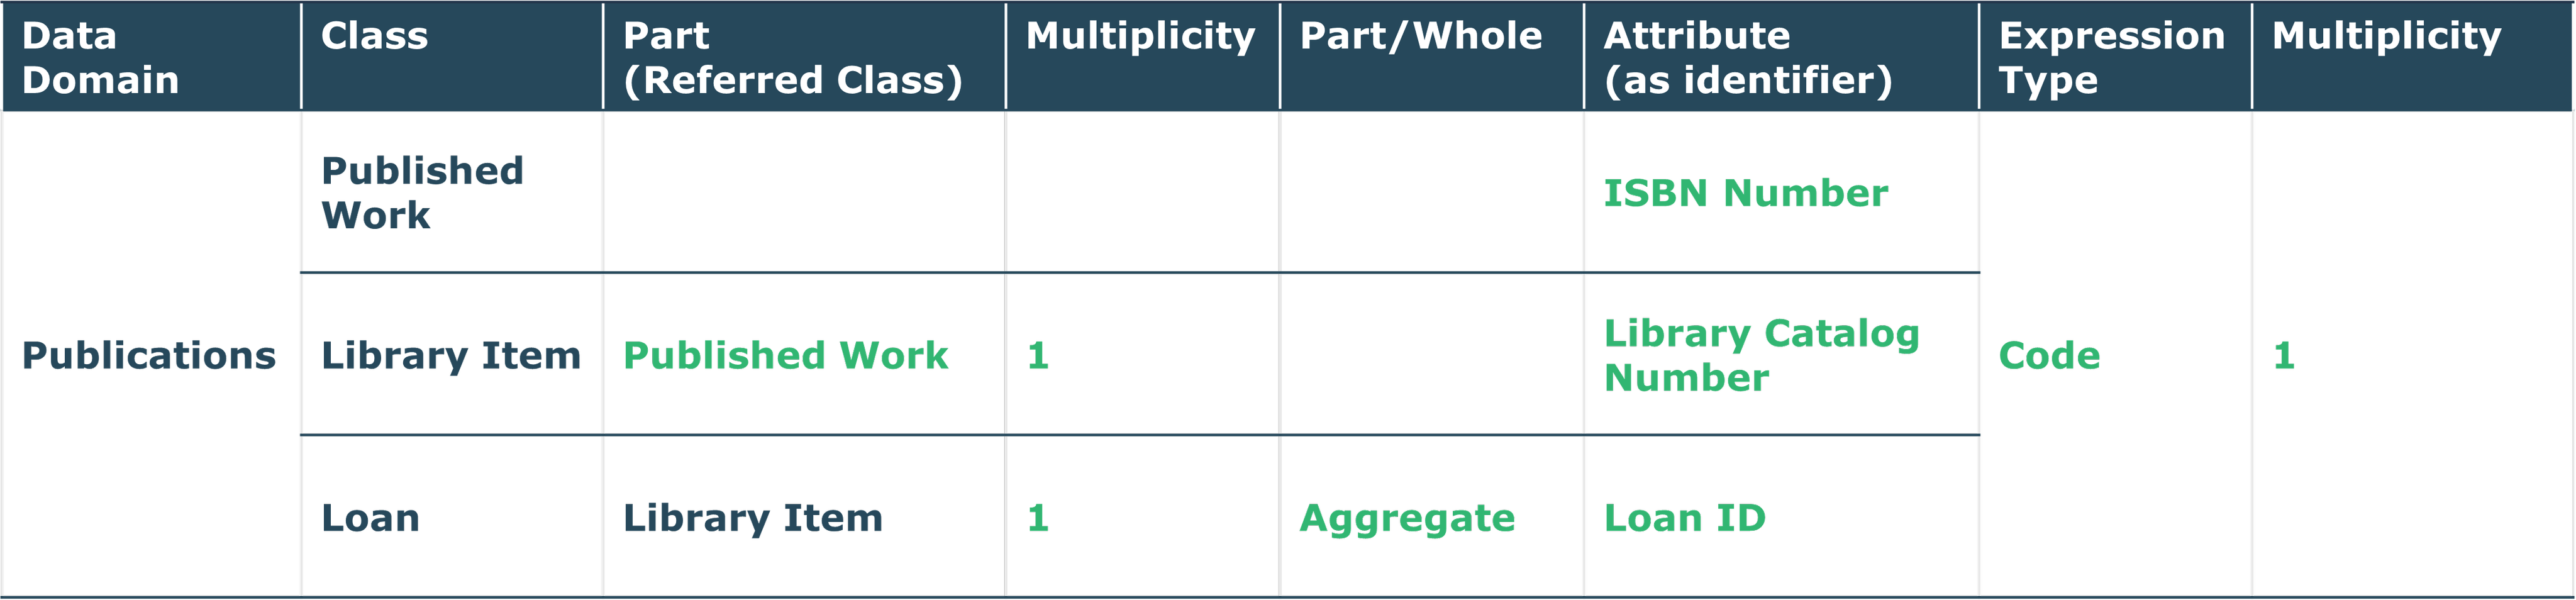 Data
Domain
Class
Part
(Referred Class)
Multiplicity
Part/Whole
Attribute
(as identifier)
Expression
Type
Multiplicity
Publications
Published
Work
ISBN Number
Library Item
Published Work
1
Library Catalog
Number
Code
1
Loan
Library Item
1
Aggregate
Loan ID